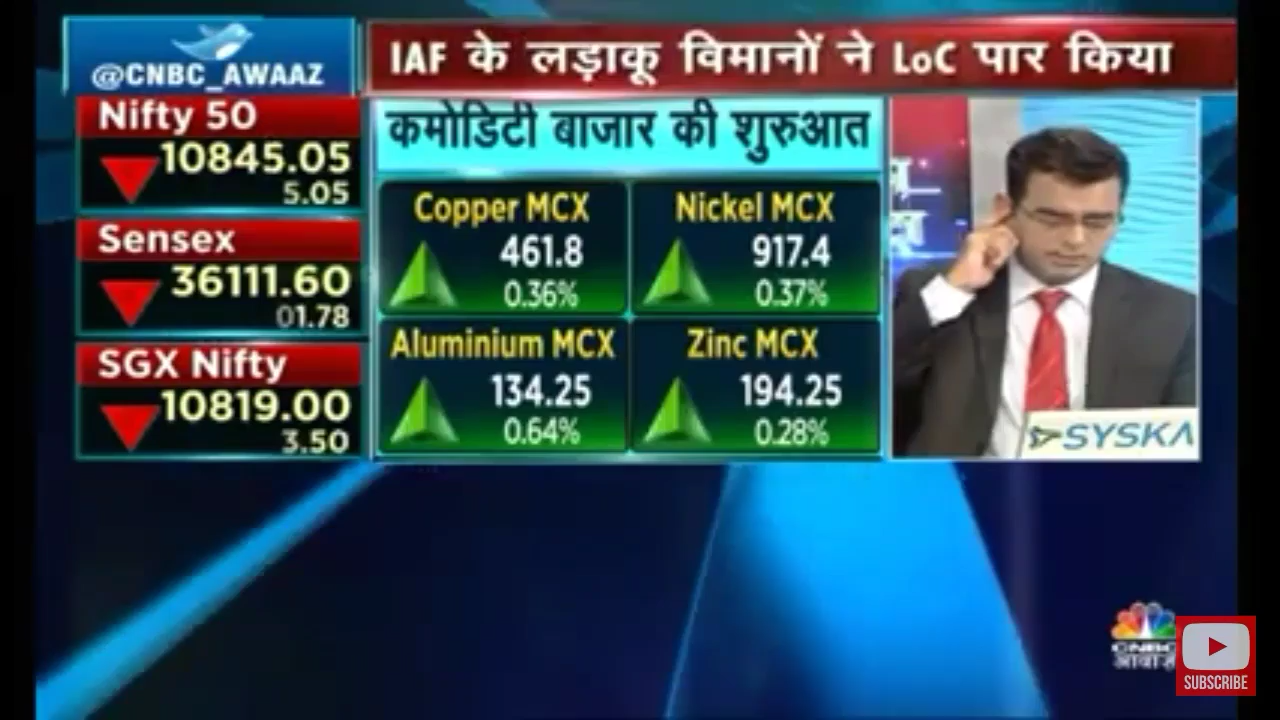 @CNBC_AWAAZ
IAF के लड़ाकू विमानों ने LoC पार किया
Nifty 50
10845.05
5.05
Sensex
36111.60
01.78
SGX Nifty
10819.00
3.50
कमोडिटी बाजार की शुरुआत
Copper MCX
461.8
0.36%
Nickel MCX
917.4
0.37%
Aluminium MCX
134.25
0.64%
Zinc MCX
194.25
0.28%
SYSKA
CNBC
आवाज़
SUBSCRIBE